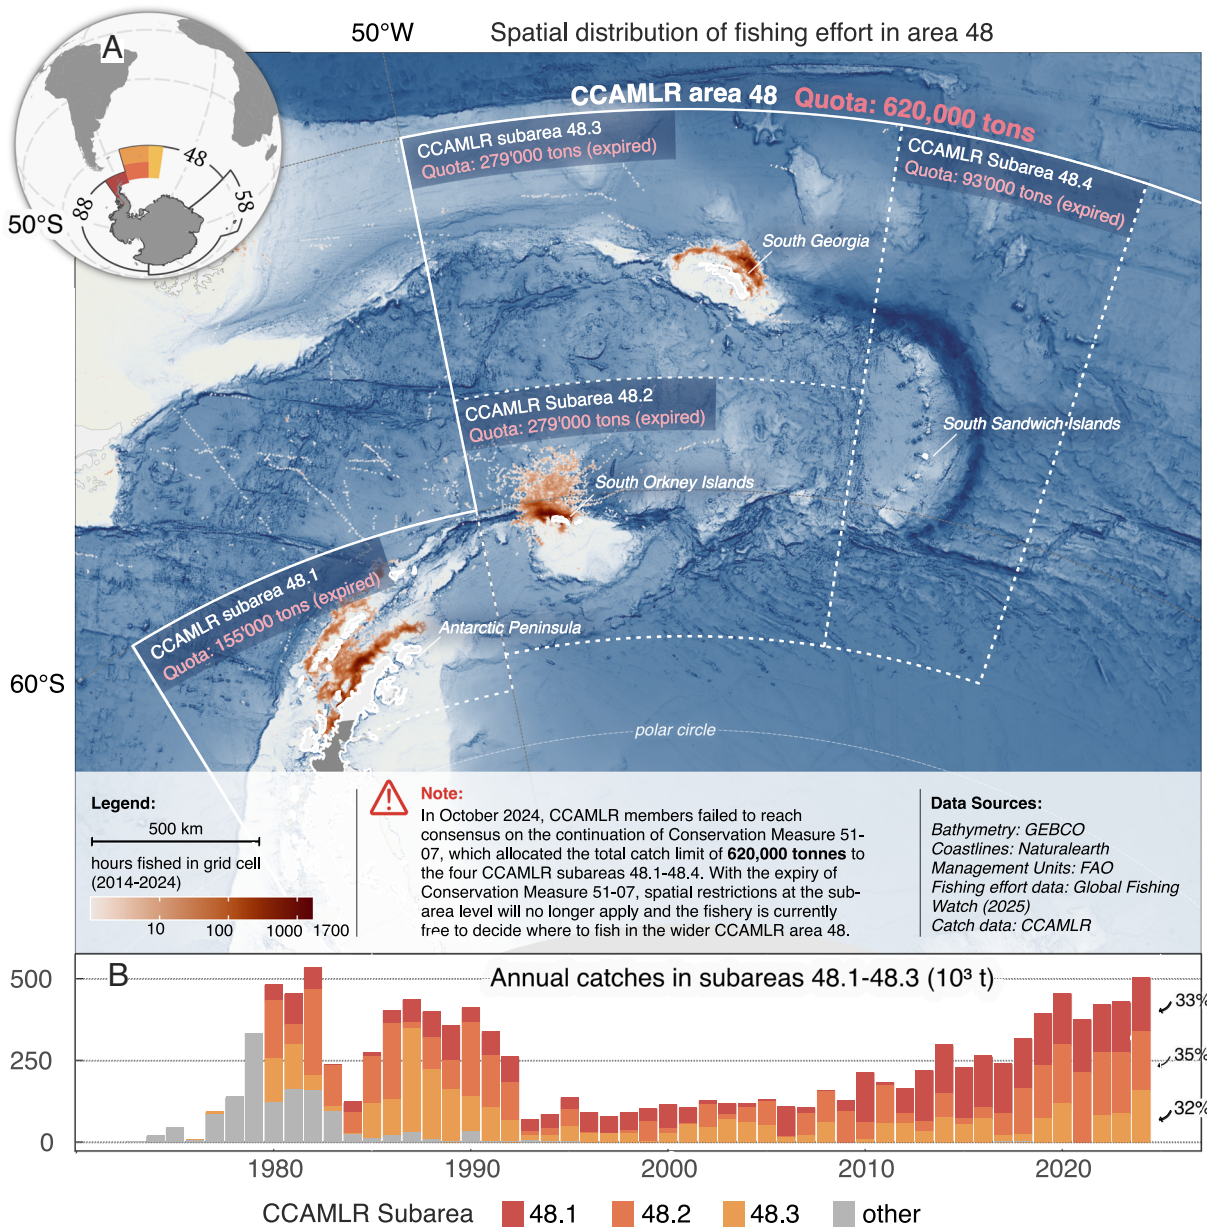 A
50°W
Spatial distribution of fishing effort in area 48
CCAMLR area 48 Quota: 620,000 tons
CCAMLR subarea 48.3
Quota: 279'000 tons (expired)
CCAMLR Subarea 48.4
Quota: 93'000 tons (expired)
48
58
88
50°S
South Georgia
CCAMLR Subarea 48.2
Quota: 279'000 tons (expired)
South Sandwich Islands
South Orkney Islands
CCAMLR subarea 48.1
Quota: 155'000 tons (expired)
Antarctic Peninsula
60°S
polar circle
Legend:
500 km
hours fished in grid cell
(2014-2024)
10 100 1000 1700
Note:
In October 2024, CCAMLR members failed to reach
consensus on the continuation of Conservation Measure 51-
07, which allocated the total catch limit of 620,000 tonnes to
the four CCAMLR subareas 48.1-48.4. With the expiry of
Conservation Measure 51-07, spatial restrictions at the sub-
area level will no longer apply and the fishery is currently
free to decide where to fish in the wider CCAMLR area 48.
Data Sources:
Bathymetry: GEBCO
Coastlines: Naturalearth
Management Units: FAO
Fishing effort data: Global Fishing
Watch (2025)
Catch data: CCAMLR
B
Annual catches in subareas 48.1-48.3 (10³ t)
500
250
0
33%
35%
32%
1980 1990 2000 2010 2020
CCAMLR Subarea 48.1 48.2 48.3 other